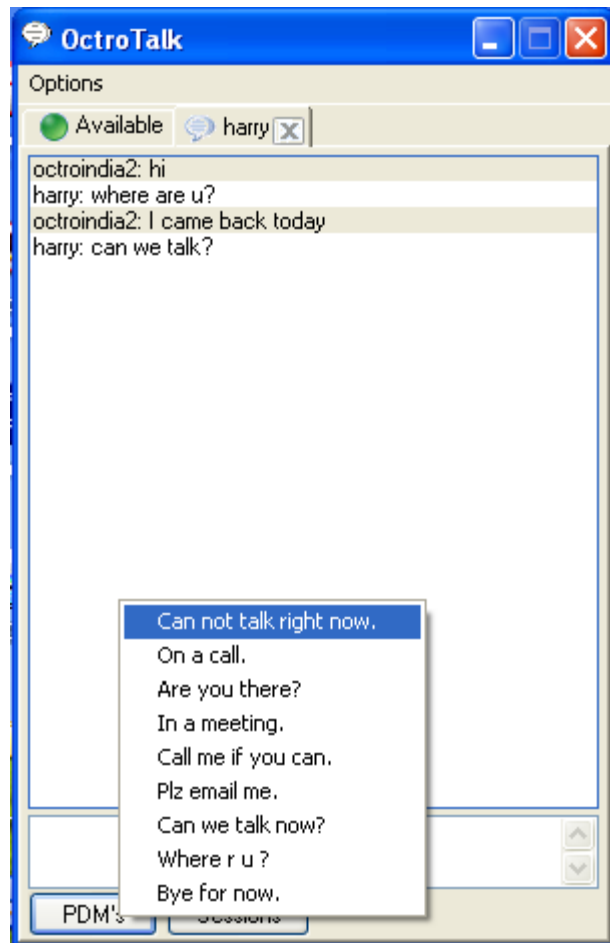 OctroTalk
Options
Available harry
octroindia2: hi
harry: where are u?
octroindia2: I came back today
harry: can we talk?
Can not talk right now.
On a call.
Are you there?
In a meeting.
Call me if you can.
Plz email me.
Can we talk now?
Where r u ?
Bye for now.
PDM's Sessions